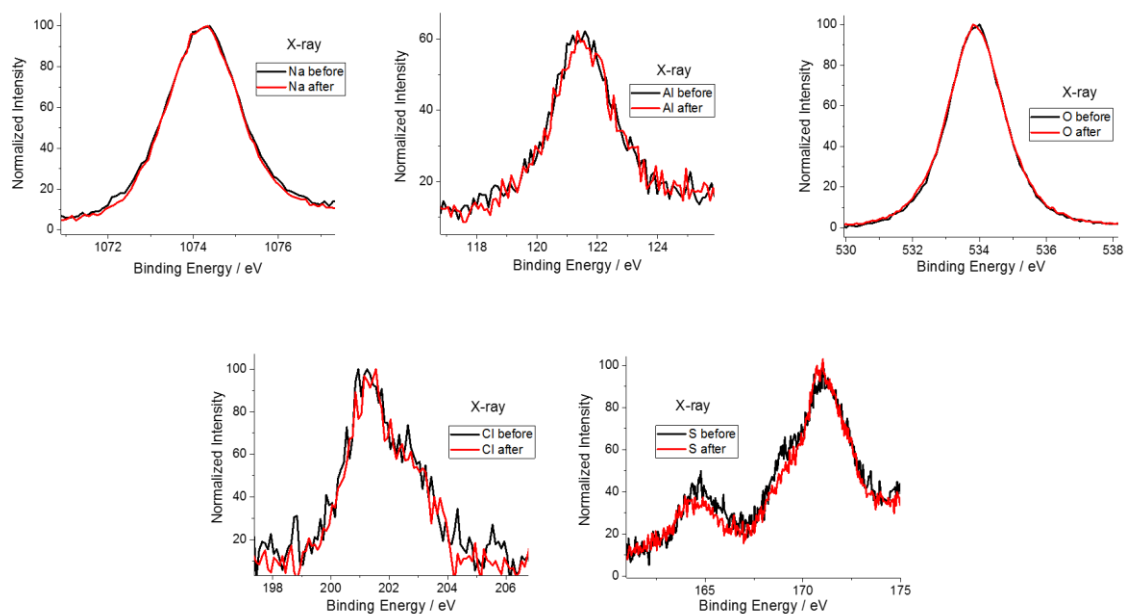 100
80
60
40
20
0
Normalized Intensity
X-ray
Na before
Na after
1072
1074
1076
Binding Energy / eV
60
40
20
Normalized Intensity
X-ray
Al before
Al after
118
120
122
124
Binding Energy / eV
100
80
60
40
20
0
Normalized Intensity
X-ray
O before
O after
530
532
534
536
538
Binding Energy / eV
100
80
60
40
20
Normalized Intensity
X-ray
Cl before
Cl after
198
200
202
204
206
Binding Energy / eV
100
80
60
40
20
0
Normalized Intensity
X-ray
S before
S after
165
170
175
Binding Energy / eV